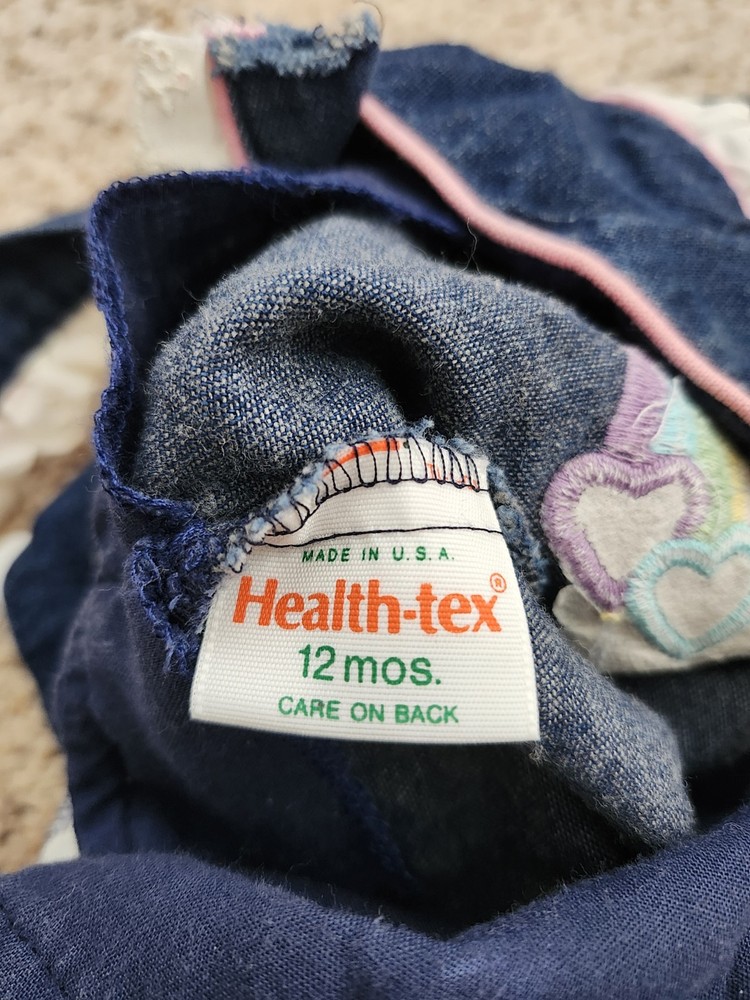 MADE IN U.S.A.
Health-tex®
12 mos.
CARE ON BACK